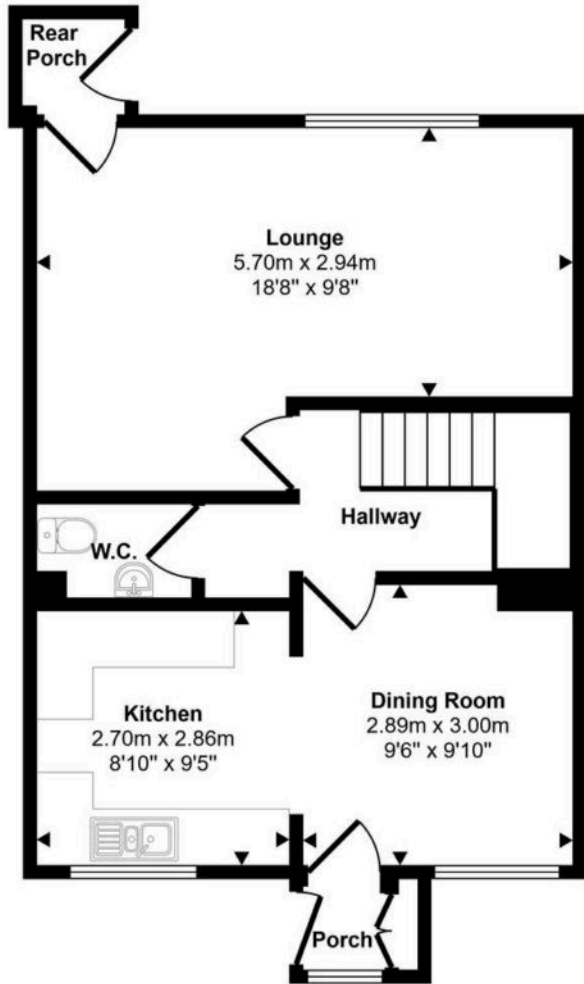 Rear
Porch
Lounge
5.70m x 2.94m
18'8" x 9'8"
Hallway
W.C.
Kitchen
2.70m x 2.86m
8'10" x 9'5"
Dining Room
2.89m x 3.00m
9'6" x 9'10"
Porch